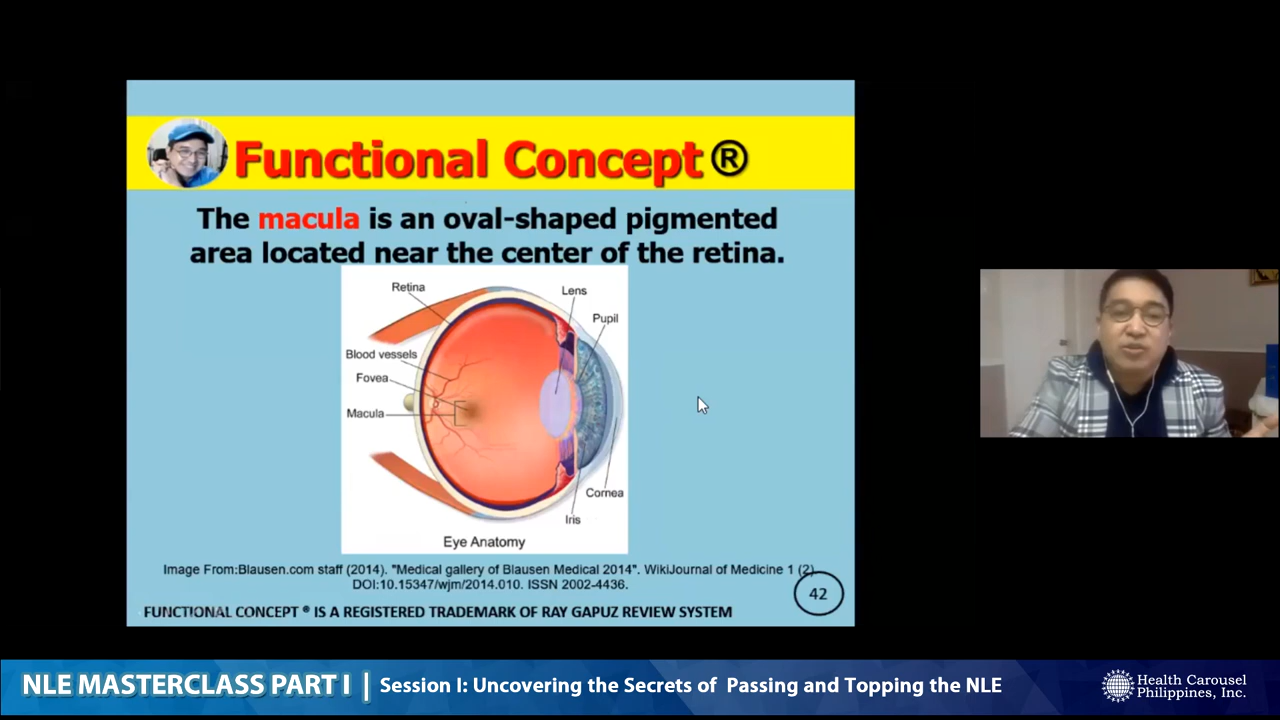 Functional Concept ®
The macula is an oval-shaped pigmented
area located near the center of the retina.
Retina
Lens
Pupil
Blood vessels
Fovea
Macula
Cornea
Iris
Eye Anatomy
Image From:Blausen.com staff (2014). "Medical gallery of Blausen Medical 2014". WikiJournal of Medicine 1 (2).
DOI:10.15347/wjm/2014.010. ISSN 2002-4436.
42
FUNCTIONAL CONCEPT ® IS A REGISTERED TRADEMARK OF RAY GAPUZ REVIEW SYSTEM
NLE MASTERCLASS PART I | Session I: Uncovering the Secrets of Passing and Topping the NLE
Health Carousel
Philippines, Inc.